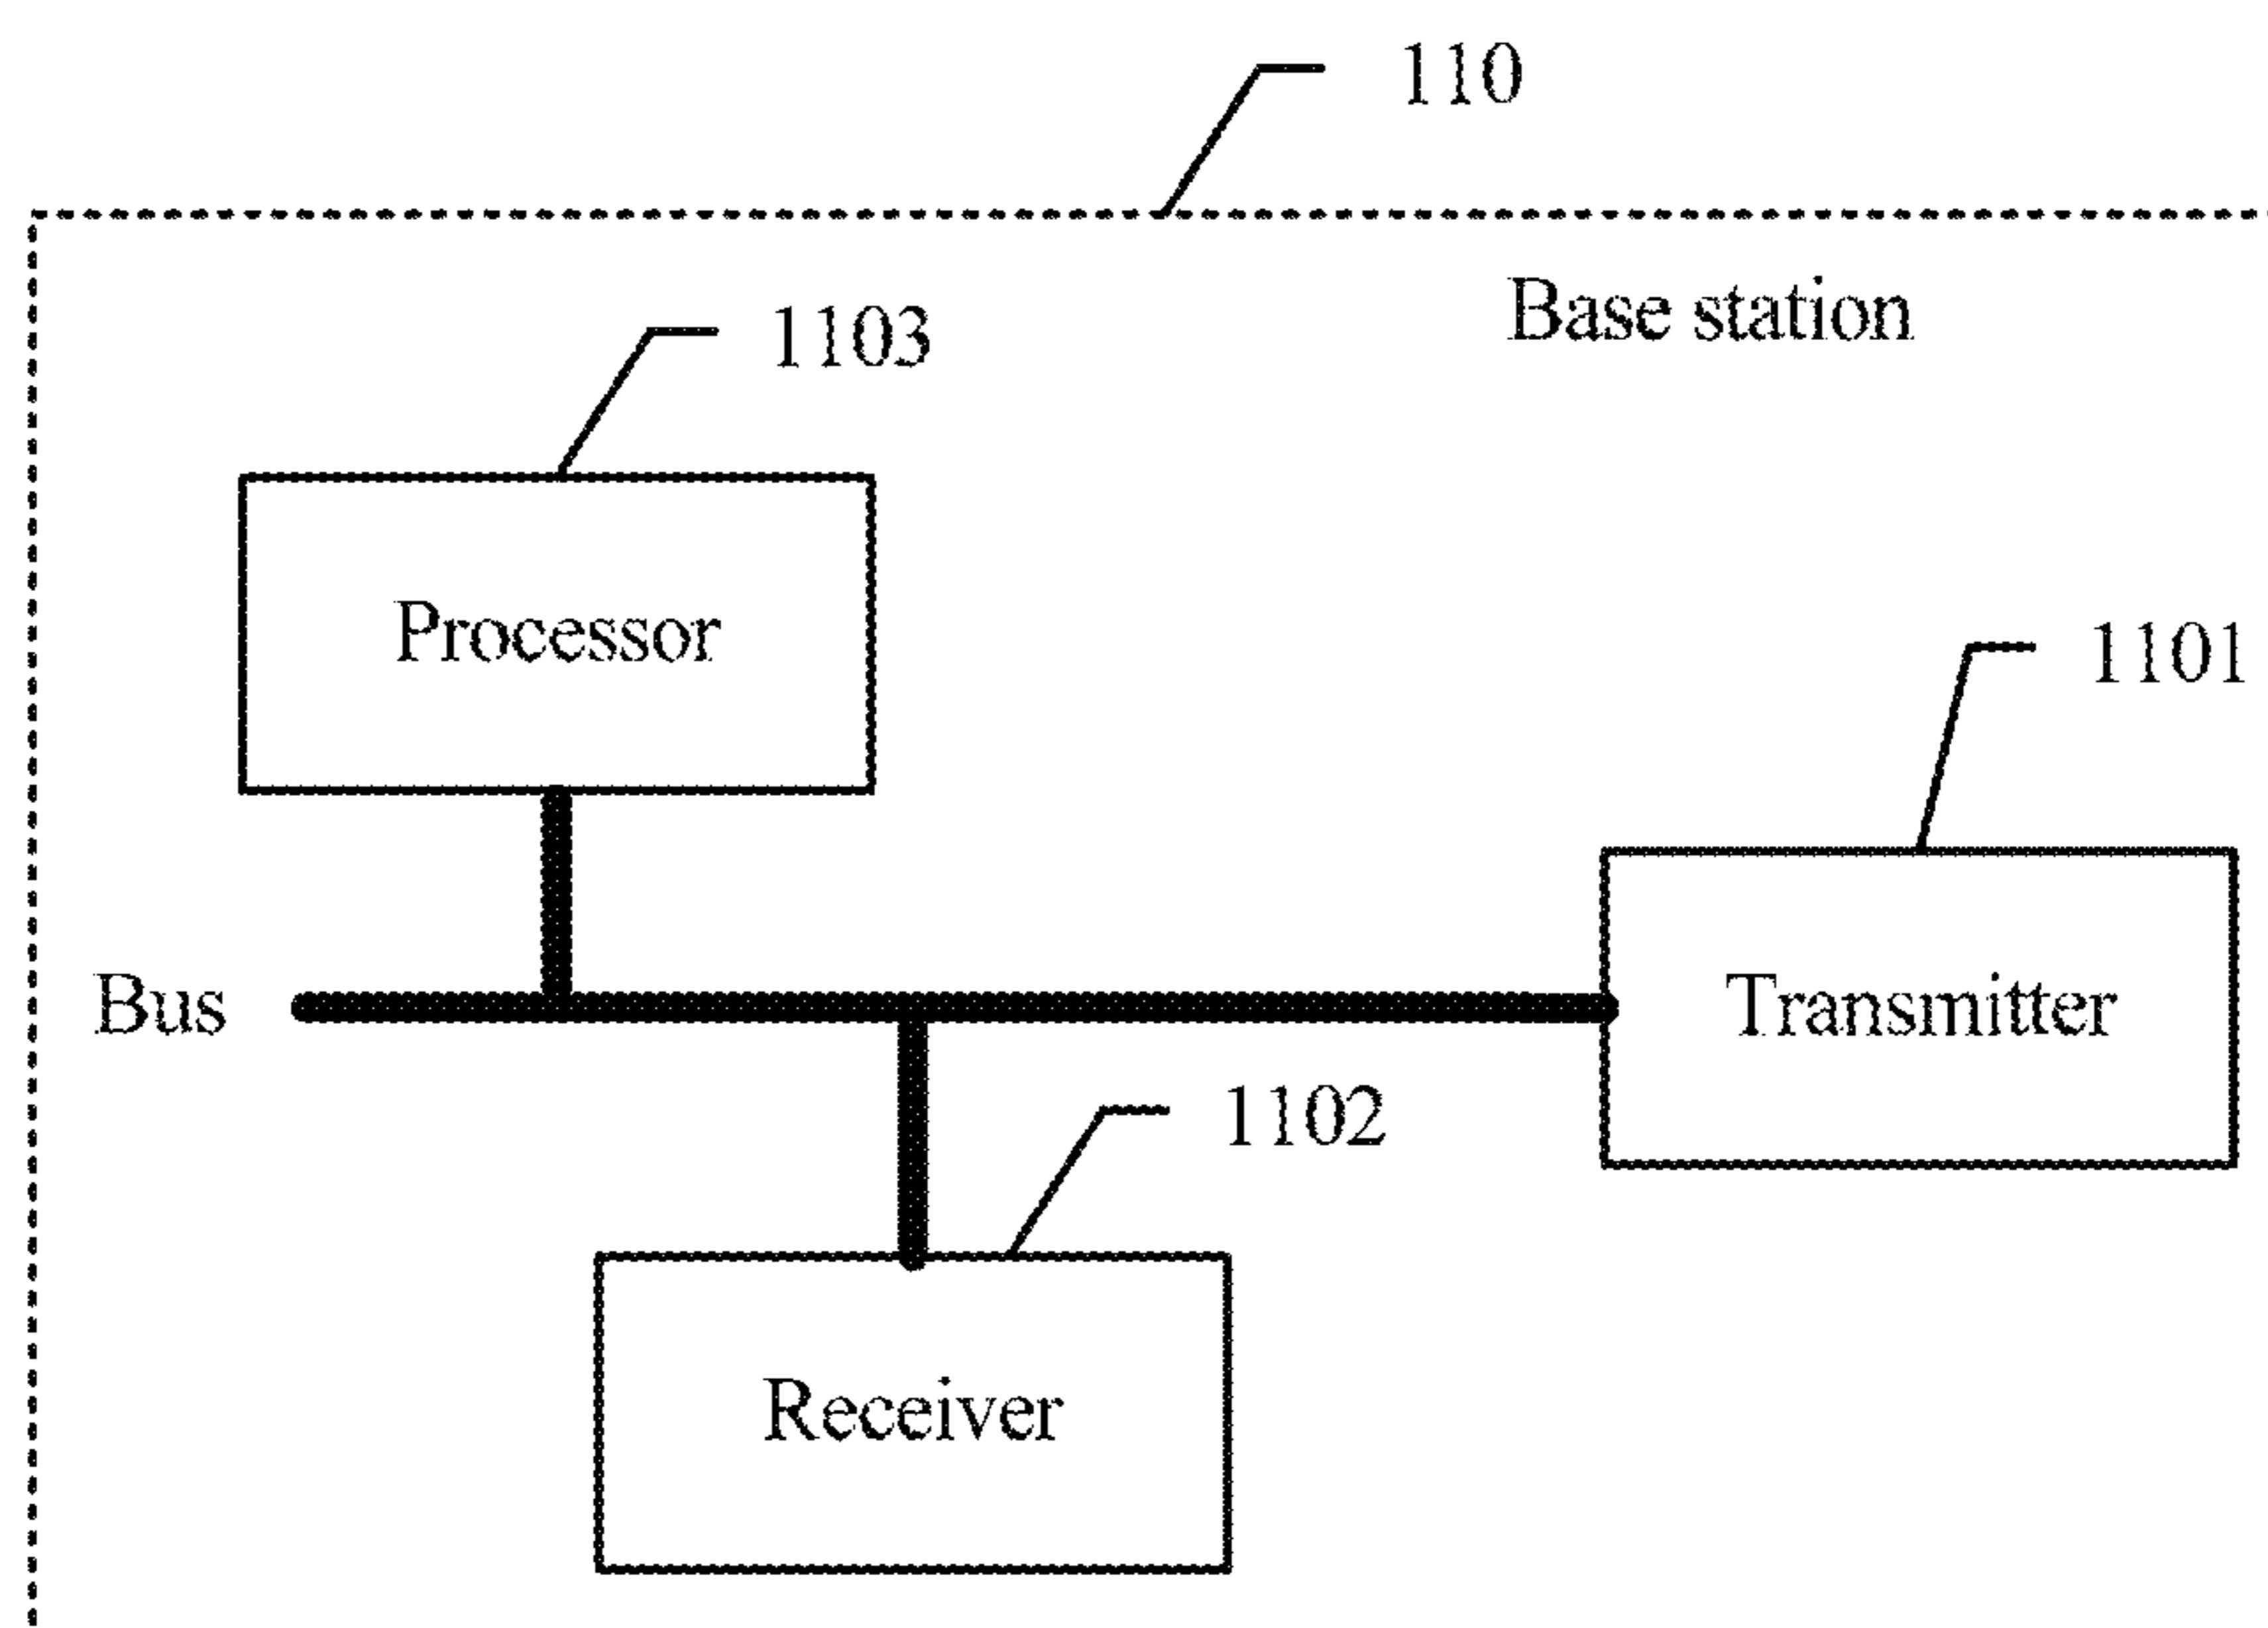 110
Base station
1103
Processor
1101
Bus
Transmitter
1102
Receiver